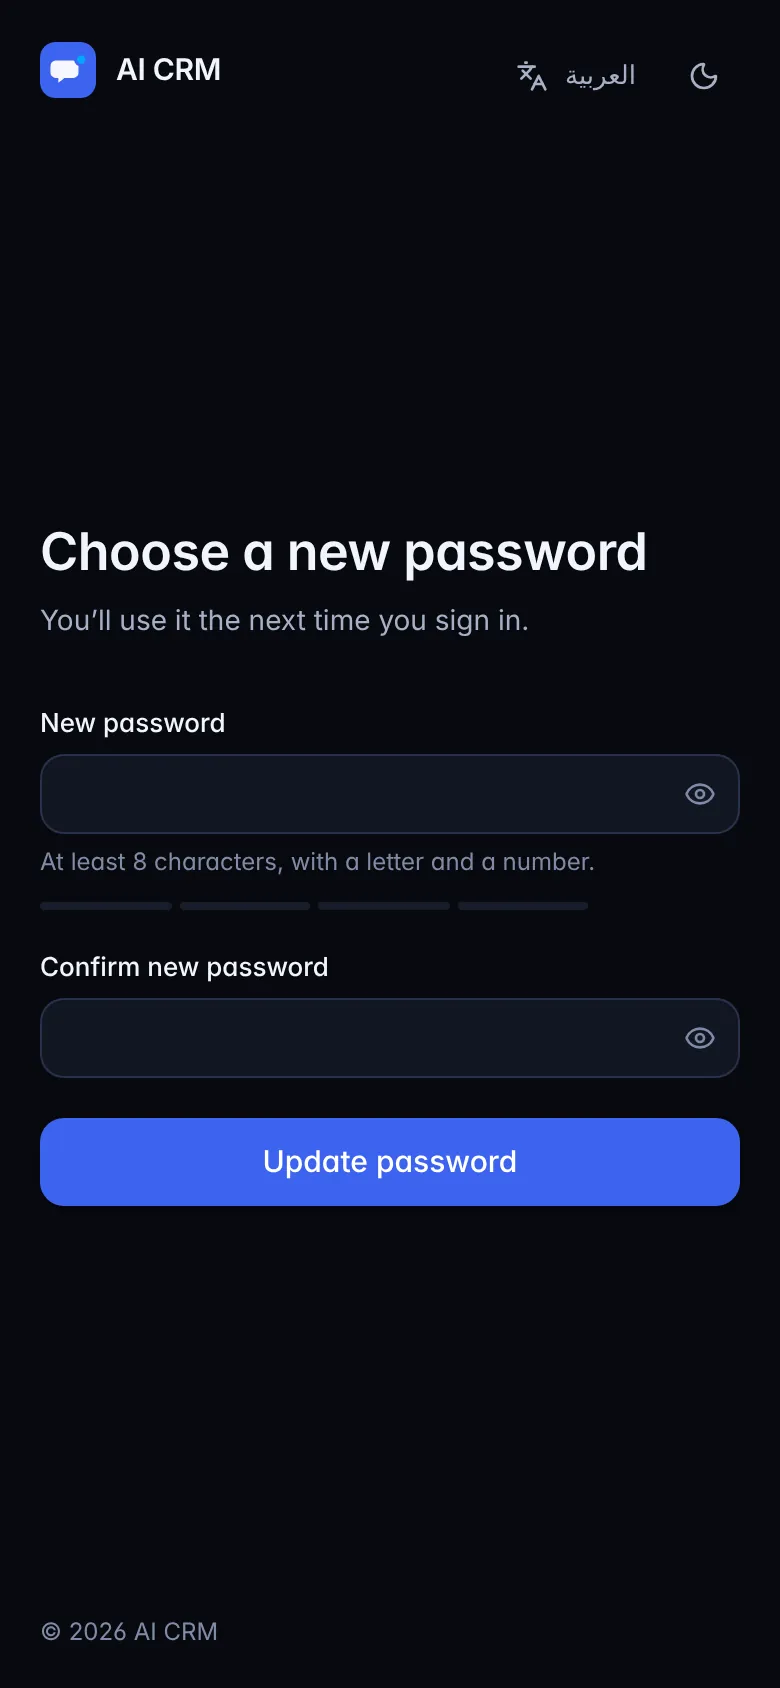 AI CRM
العربية
Choose a new password
You’ll use it the next time you sign in.
New password
At least 8 characters, with a letter and a number.
Confirm new password
Update password
© 2026 AI CRM